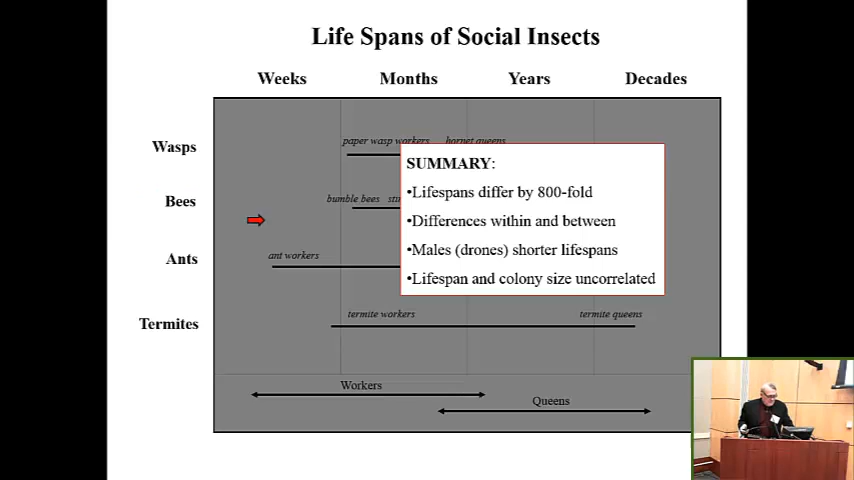 Life Spans of Social Insects
Weeks Months Years Decades
Wasps
paper wasp workers hornet queens
SUMMARY:
•Lifespans differ by 800-fold
Bees
bumble bees
•Differences within and between
•Males (drones) shorter lifespans
Ants
ant workers
•Lifespan and colony size uncorrelated
Termites
termite workers termite queens
Workers
Queens